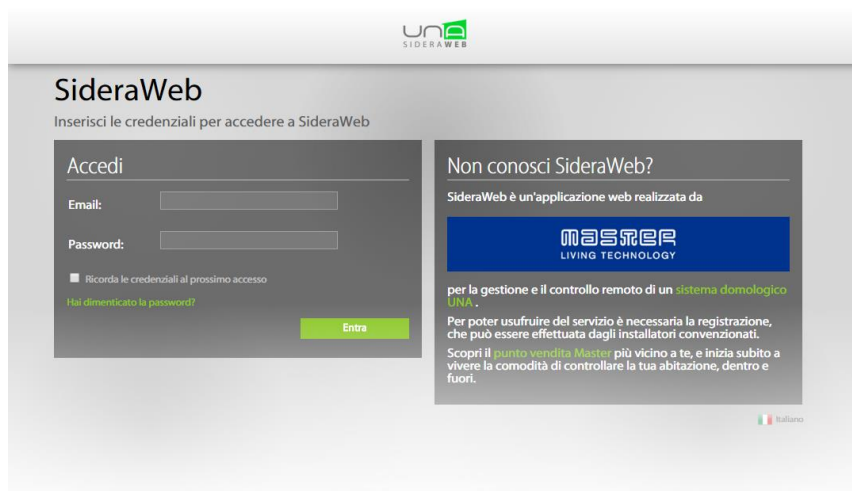 una
SIDERAWEB
SideraWeb
Inserisci le credenziali per accedere a SideraWeb
Accedi
Email:
Password:
Ricorda le credenziali al prossimo accesso
Hai dimenticato la password?
Entra
Non conosci SideraWeb?
SideraWeb è un'applicazione web realizzata da
MASTER
LIVING TECHNOLOGY
per la gestione e il controllo remoto di un sistema domologico
UNA .
Per poter usufruire del servizio è necessaria la registrazione,
che può essere effettuata dagli installatori convenzionati.
Scopri il punto vendita Master più vicino a te, e inizia subito a
vivere la comodità di controllare la tua abitazione, dentro e
fuori.
Italiano